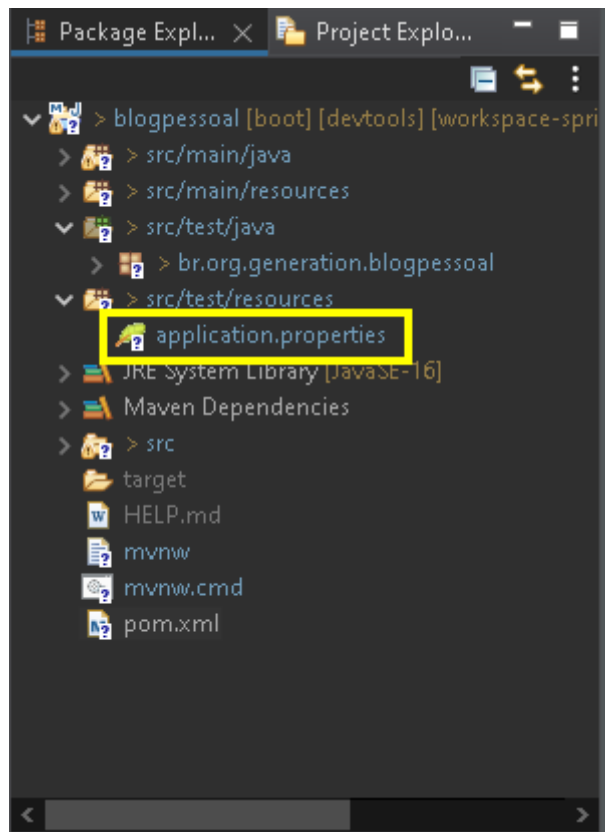 Package Expl... Project Explo...
> blogpessoal [boot] [devtools] [workspace-spri
> src/main/java
> src/main/resources
> src/test/java
> br.org.generation.blogpessoal
> src/test/resources
application.properties
JRE System Library [JavaSE-16]
Maven Dependencies
> src
target
HELP.md
mvnw
mvnw.cmd
pom.xml